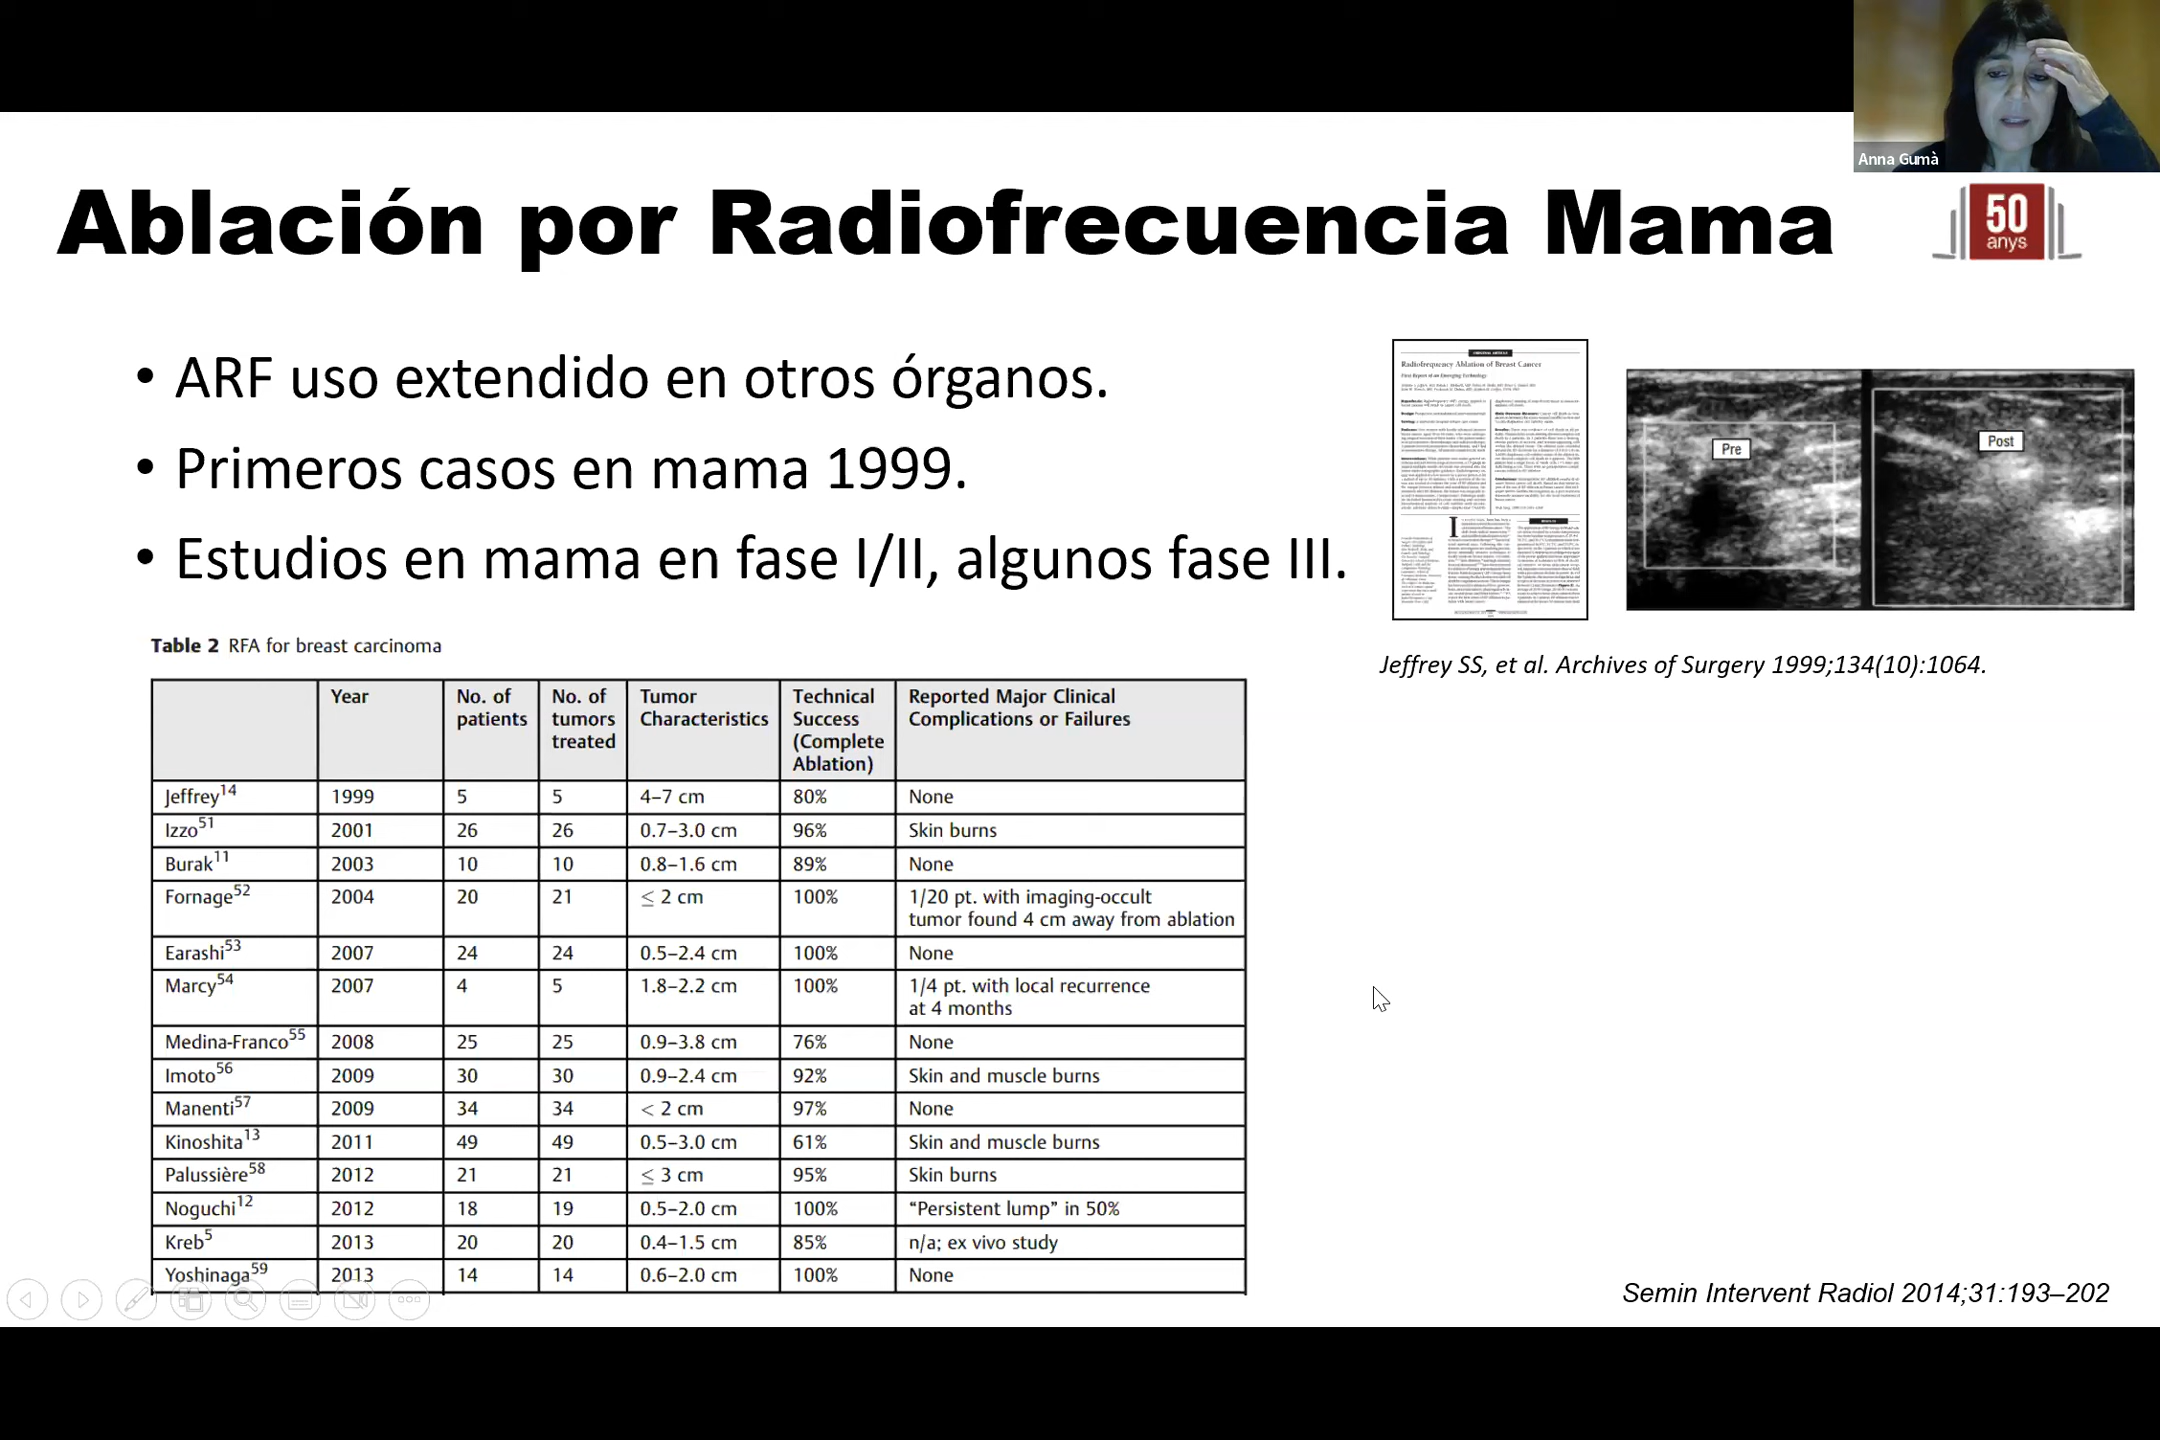 Anna Gumà
Ablación por Radiofrecuencia Mama
50
anys
• ARF uso extendido en otros órganos.
• Primeros casos en mama 1999.
• Estudios en mama en fase I/II, algunos fase III.
ORIGINAL ARTICLE
Radiofrequency Ablation of Breast Cancer
First Report of an Emerging Technology
Pre
Post
Jeffrey SS, et al. Archives of Surgery 1999;134(10):1064.
Table 2 RFA for breast carcinoma
Year No. of patients No. of tumors treated Tumor Characteristics Technical Success (Complete Ablation) Reported Major Clinical Complications or Failures
Jeffrey14 1999 5 5 4–7 cm 80% None
Izzo51 2001 26 26 0.7–3.0 cm 96% Skin burns
Burak11 2003 10 10 0.8–1.6 cm 89% None
Fornage52 2004 20 21 ≤ 2 cm 100% 1/20 pt. with imaging-occult
tumor found 4 cm away from ablation
Earashi53 2007 24 24 0.5–2.4 cm 100% None
Marcy54 2007 4 5 1.8–2.2 cm 100% 1/4 pt. with local recurrence
at 4 months
Medina-Franco55 2008 25 25 0.9–3.8 cm 76% None
Imoto56 2009 30 30 0.9–2.4 cm 92% Skin and muscle burns
Manenti57 2009 34 34 < 2 cm 97% None
Kinoshita13 2011 49 49 0.5–3.0 cm 61% Skin and muscle burns
Palussière58 2012 21 21 ≤ 3 cm 95% Skin burns
Noguchi12 2012 18 19 0.5–2.0 cm 100% “Persistent lump” in 50%
Kreb5 2013 20 20 0.4–1.5 cm 85% n/a; ex vivo study
Yoshinaga59 2013 14 14 0.6–2.0 cm 100% None
Semin Intervent Radiol 2014;31:193–202